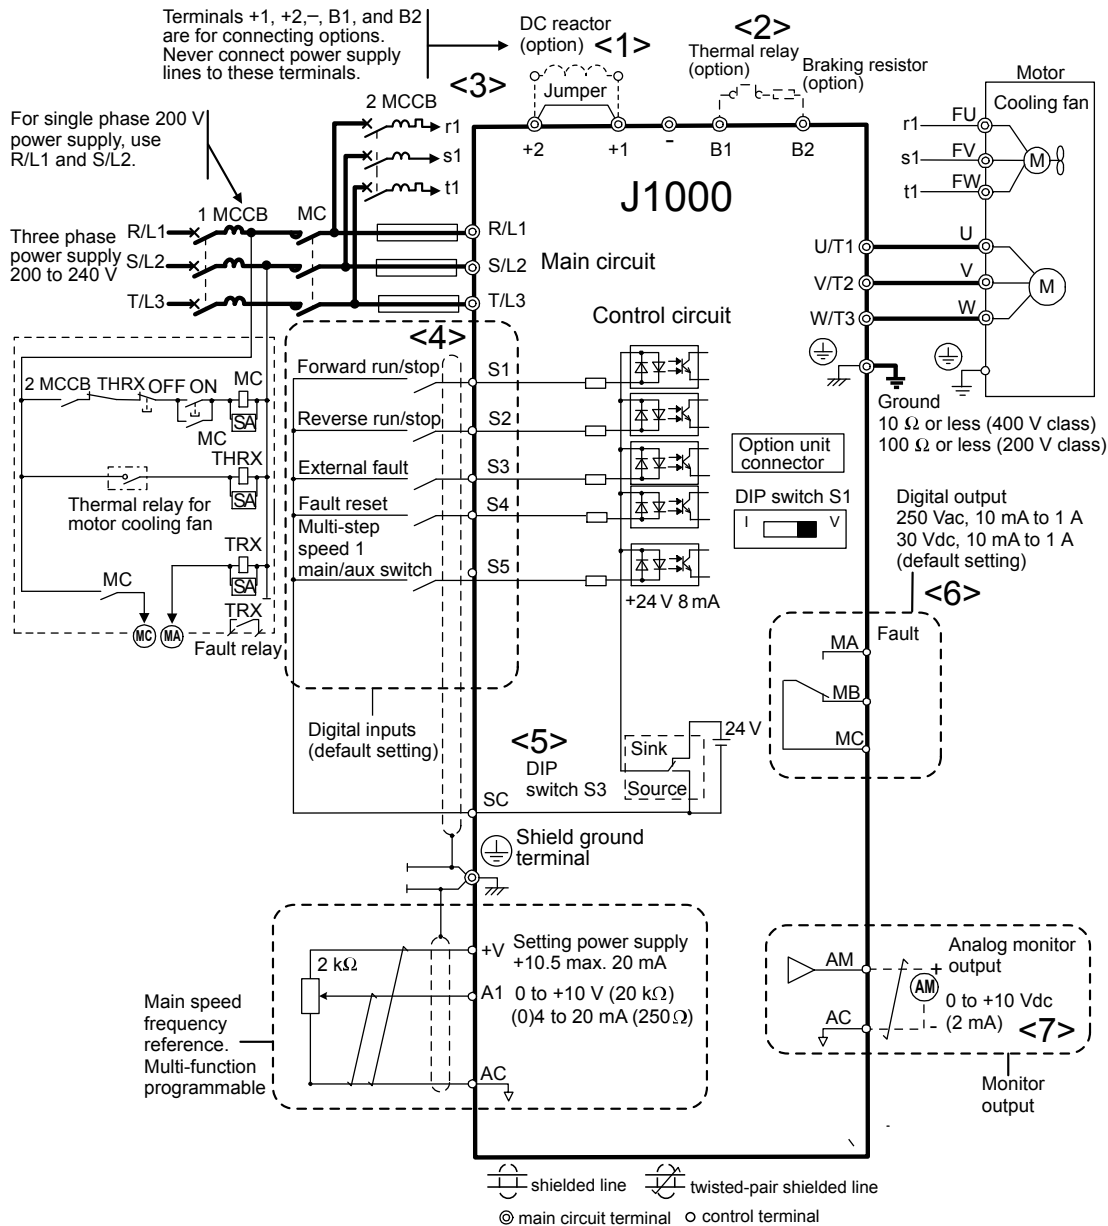 Terminals +1, +2,–, B1, and B2
are for connecting options.
Never connect power supply
lines to these terminals.
DC reactor
(option)
<1>
<2>
Thermal relay
(option)
Braking resistor
(option)
<3>
Jumper
Motor
Cooling fan
For single phase 200 V
power supply, use
R/L1 and S/L2.
2 MCCB
r1
s1
t1
+2
+1
–
B1
B2
r1
FU
s1
FV
t1
FW
M
J1000
1 MCCB
MC
Three phase
power supply
200 to 240 V
R/L1
S/L2
T/L3
R/L1
S/L2
T/L3
Main circuit
Control circuit
U/T1
V/T2
W/T3
U
V
W
M
Ground
10 Ω or less (400 V class)
100 Ω or less (200 V class)
<4>
2 MCCB
THRX
OFF
ON
MC
SA
MC
THRX
SA
Thermal relay for
motor cooling fan
TRX
SA
MC
TRX
MC
MA
Fault relay
Forward run/stop
S1
Reverse run/stop
S2
External fault
S3
Fault reset
S4
Multi-step
speed 1
main/aux switch
S5
+24 V 8 mA
Option unit
connector
DIP switch S1
I
V
Digital output
250 Vac, 10 mA to 1 A
30 Vdc, 10 mA to 1 A
(default setting)
<6>
Fault
MA
MB
MC
Digital inputs
(default setting)
<5>
DIP
switch S3
Sink
Source
24 V
SC
Shield ground
terminal
Main speed
frequency
reference.
Multi-function
programmable
2 kΩ
+V
Setting power supply
+10.5 max. 20 mA
A1
0 to +10 V (20 kΩ)
(0)4 to 20 mA (250Ω)
AC
AM
AC
+
AM
-
Analog monitor
output
0 to +10 Vdc
(2 mA)
<7>
Monitor
output
shielded line
twisted-pair shielded line
main circuit terminal
control terminal